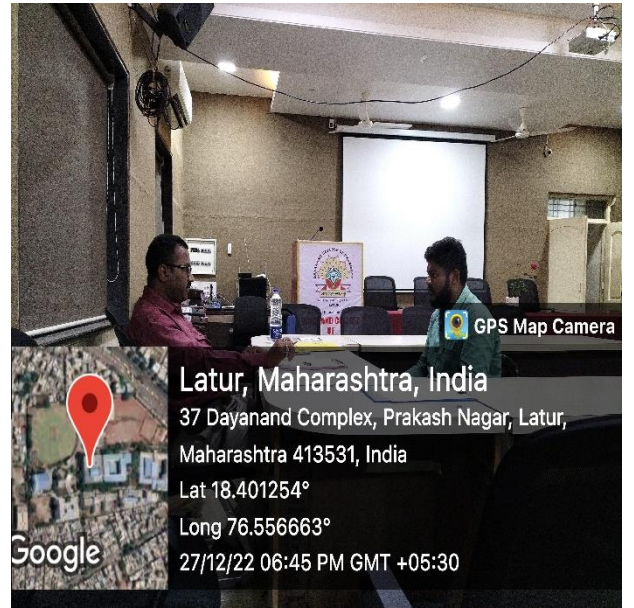 GPS Map Camera
Latur, Maharashtra, India
37 Dayanand Complex, Prakash Nagar, Latur,
Maharashtra 413531, India
Lat 18.401254°
Long 76.556663°
27/12/22 06:45 PM GMT +05:30
Google